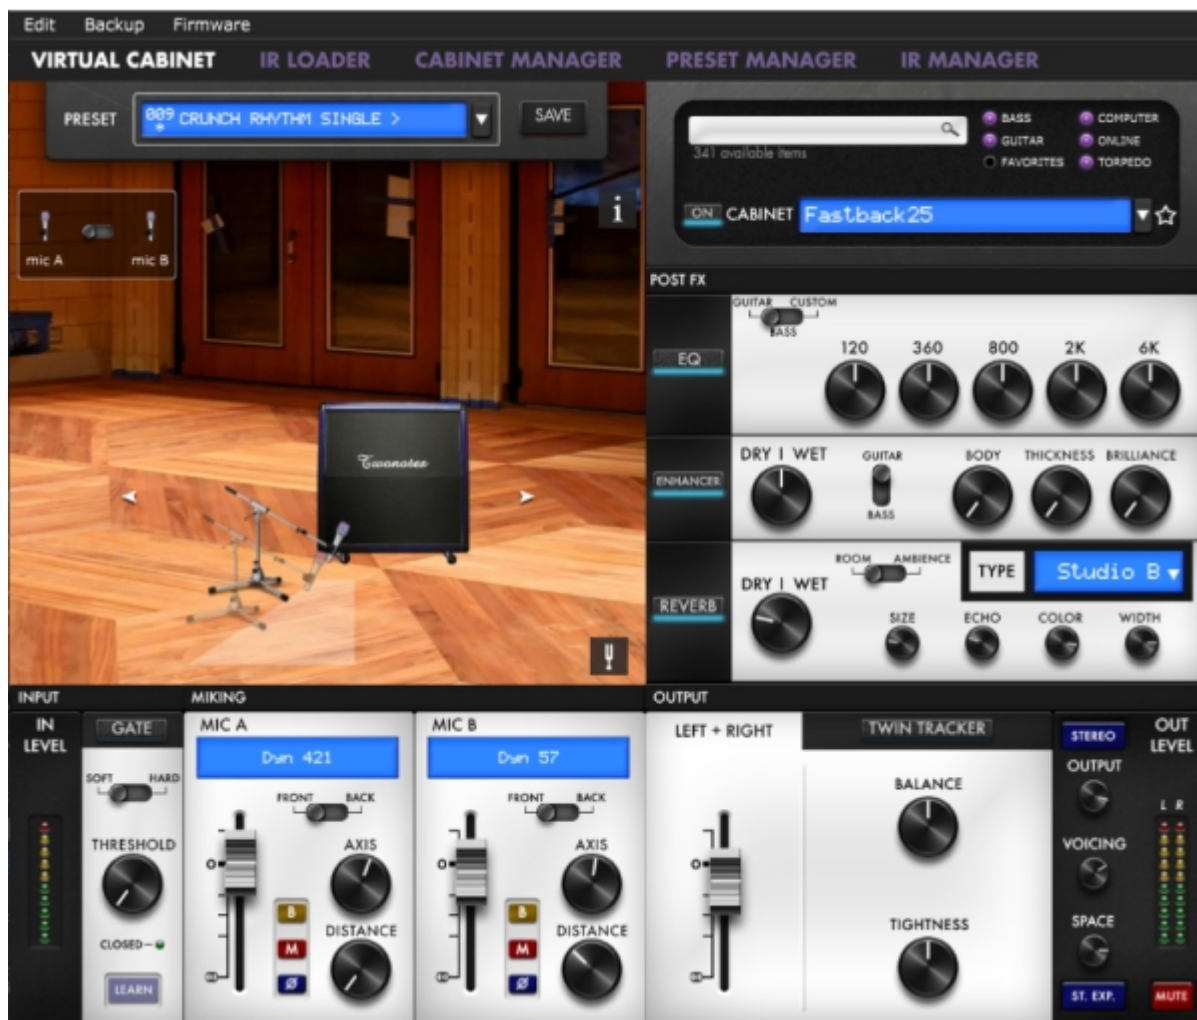 Edit Backup Firmware
VIRTUAL CABINET IR LOADER CABINET MANAGER PRESET MANAGER IR MANAGER
PRESET 009 CRUNCH RHYTHM SINGLE > SAVE
*
mic A mic B
i
341 available items
BASS COMPUTER
GUITAR ONLINE
FAVORITES TORPEDO
ON CABINET Fastback25
POST FX
EQ
GUITAR CUSTOM
BASS
120 360 800 2K 6K
Twonotes
ENHANCER
DRY | WET
GUITAR
BASS
BODY THICKNESS BRILLIANCE
REVERB
DRY | WET
ROOM AMBIENCE
TYPE Studio B
SIZE ECHO COLOR WIDTH
INPUT
IN LEVEL
GATE
SOFT HARD
THRESHOLD
CLOSED
LEARN
MIKING
MIC A
Dyn 421
FRONT BACK
AXIS
0
B
M
Ø
DISTANCE
∞
MIC B
Dyn 57
FRONT BACK
AXIS
0
B
M
Ø
DISTANCE
∞
OUTPUT
LEFT + RIGHT
0
∞
TWIN TRACKER
BALANCE
TIGHTNESS
STEREO
OUTPUT
VOICING
SPACE
ST. EXP.
OUT
LEVEL
L R
MUTE